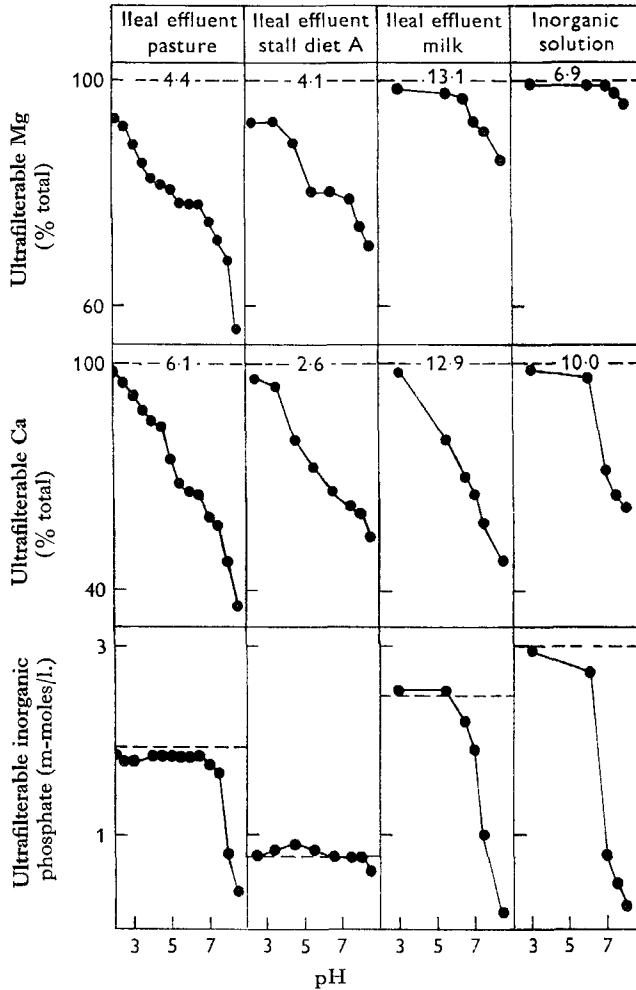 Ileal effluent pasture
Ileal effluent stall diet A
Ileal effluent milk
Inorganic solution
Ultrafilterable Mg
(% total)
100
60
4·4
4·1
13·1
6·9
Ultrafilterable Ca
(% total)
100
40
6·1
2·6
12·9
10·0
Ultrafilterable inorganic
phosphate (m-moles/l.)
3
1
3 5 7
3 5 7
3 5 7
3 5 7
pH